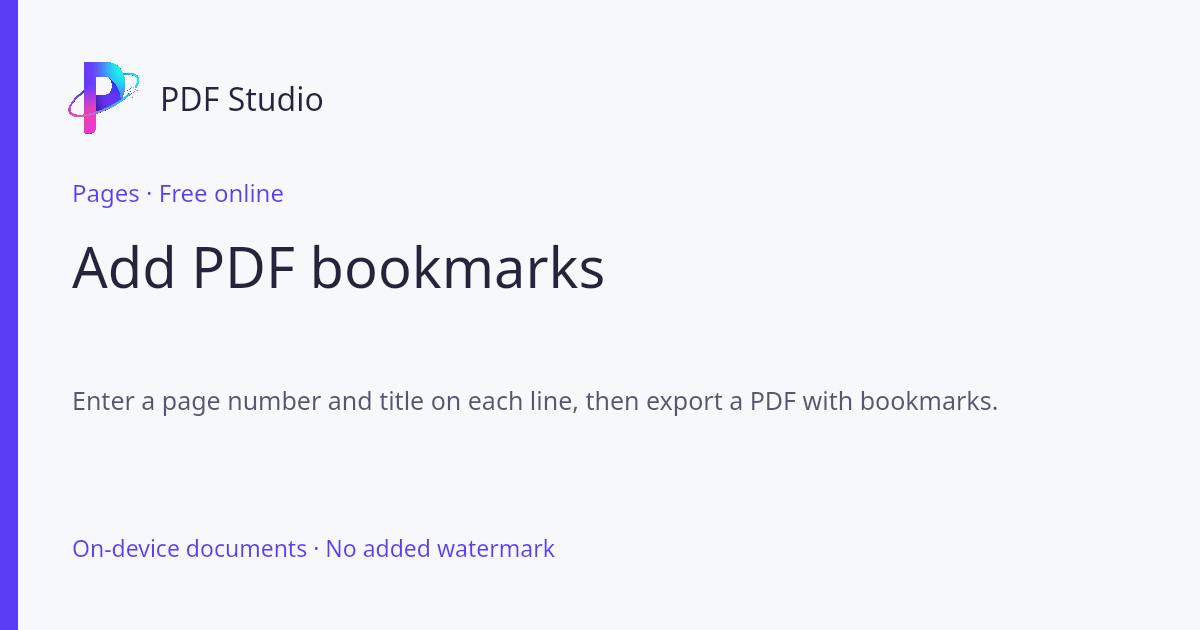 PDF Studio
Pages · Free online
Add PDF bookmarks
Enter a page number and title on each line, then export a PDF with bookmarks.
On-device documents · No added watermark